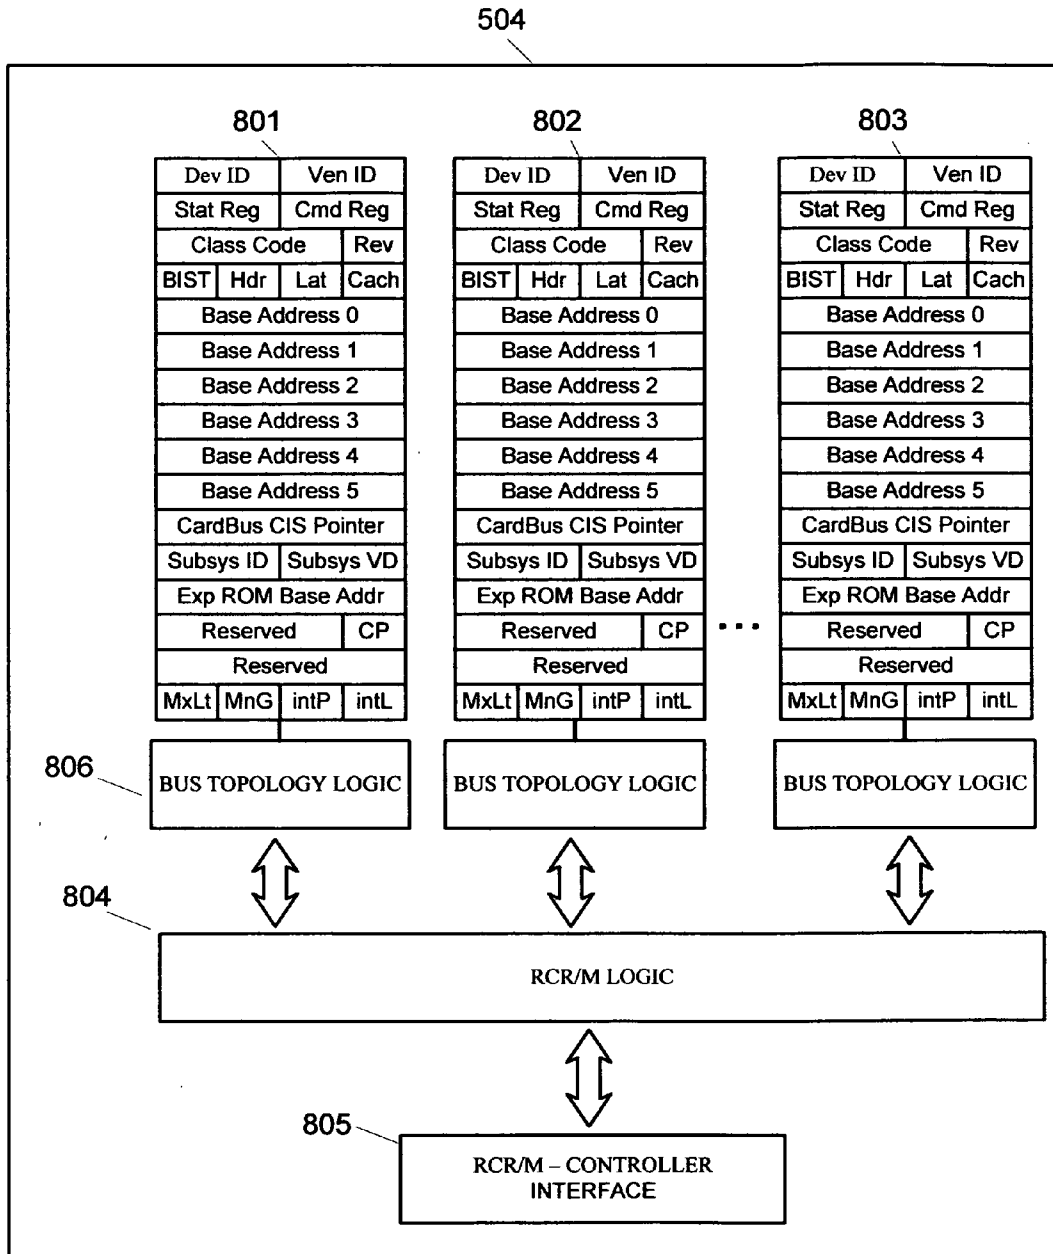 504
801 802 803
Dev ID Ven ID Dev ID Ven ID Dev ID Ven ID
Stat Reg Cmd Reg Stat Reg Cmd Reg Stat Reg Cmd Reg
Class Code Rev Class Code Rev Class Code Rev
BIST Hdr Lat Cach BIST Hdr Lat Cach BIST Hdr Lat Cach
Base Address 0 Base Address 0 Base Address 0
Base Address 1 Base Address 1 Base Address 1
Base Address 2 Base Address 2 Base Address 2
Base Address 3 Base Address 3 Base Address 3
Base Address 4 Base Address 4 Base Address 4
Base Address 5 Base Address 5 Base Address 5
CardBus CIS Pointer CardBus CIS Pointer CardBus CIS Pointer
Subsys ID Subsys VD Subsys ID Subsys VD Subsys ID Subsys VD
Exp ROM Base Addr Exp ROM Base Addr Exp ROM Base Addr
Reserved CP Reserved CP ... Reserved CP
Reserved Reserved Reserved
MxLt MnG intP intL MxLt MnG intP intL MxLt MnG intP intL
806 BUS TOPOLOGY LOGIC BUS TOPOLOGY LOGIC BUS TOPOLOGY LOGIC
804
RCR/M LOGIC
805
RCR/M – CONTROLLER
INTERFACE